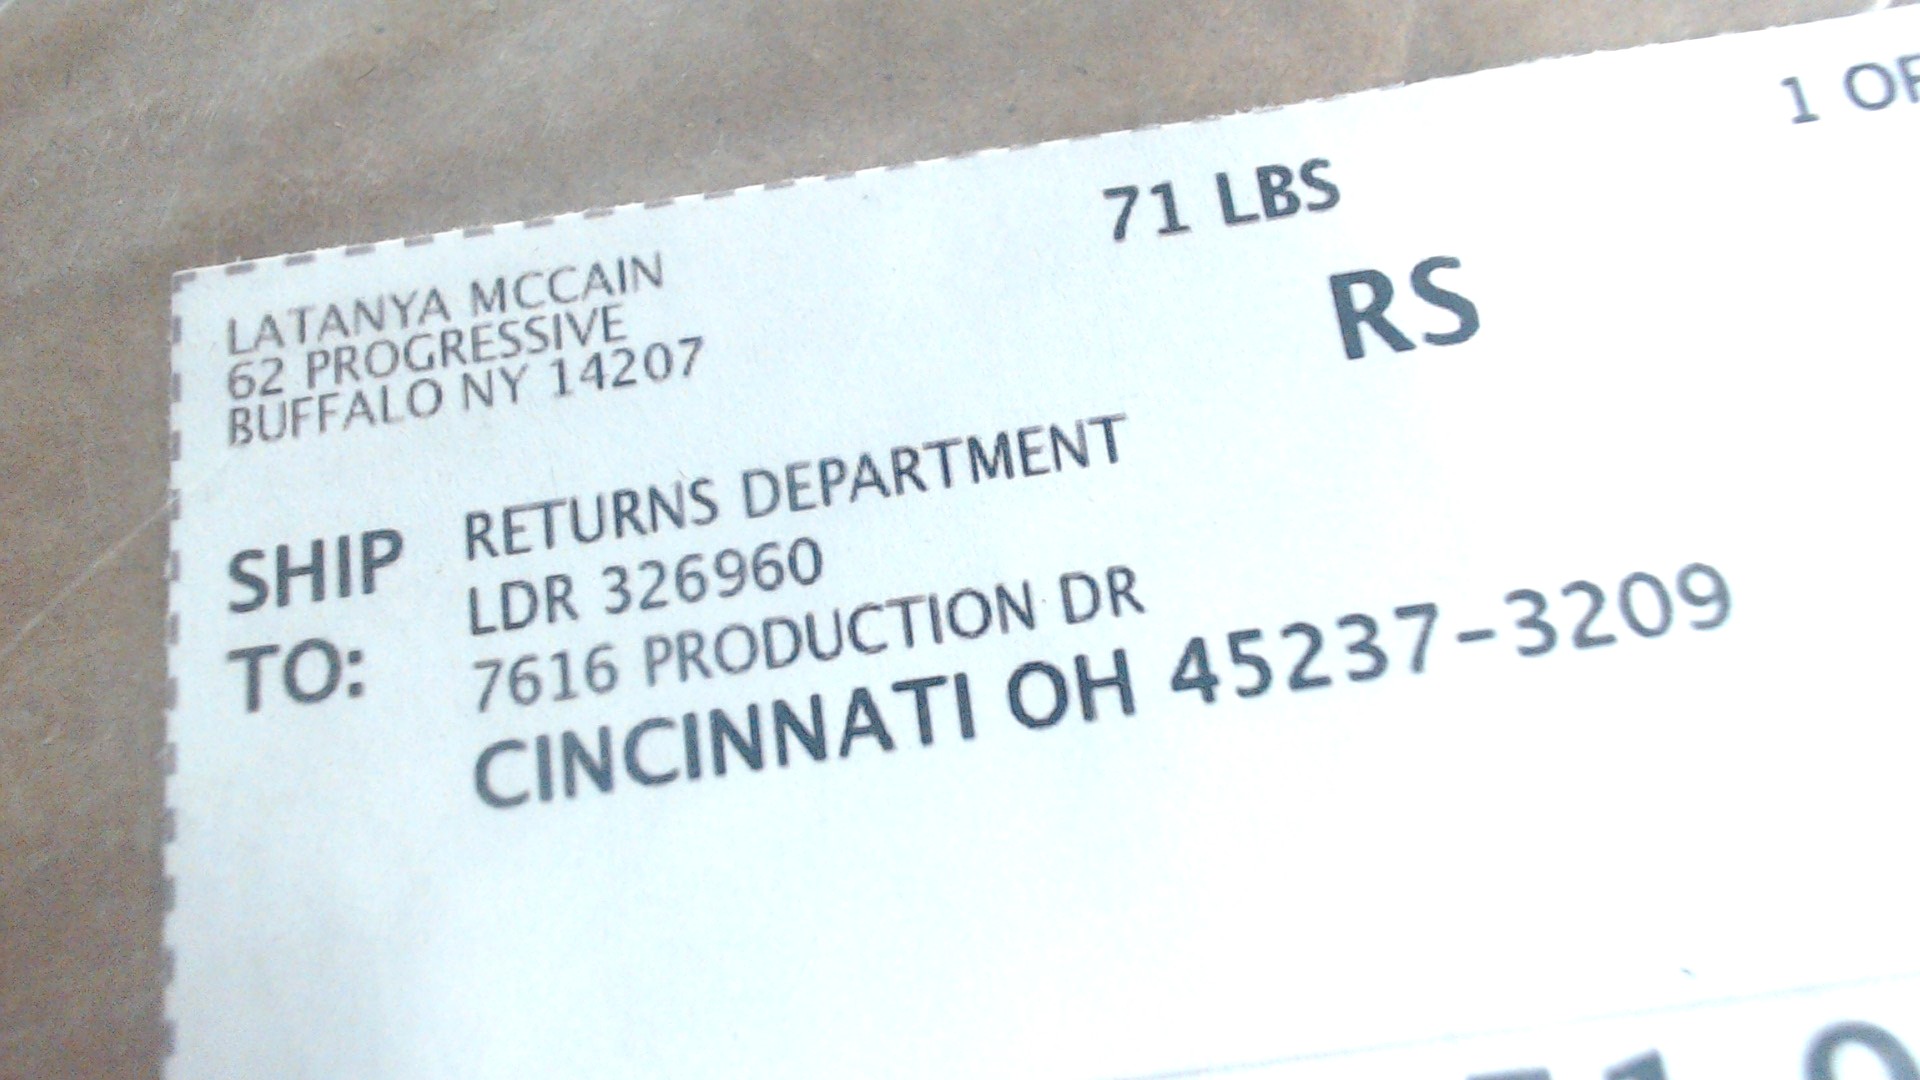 1 OF
71 LBS
RS
LATANYA MCCAIN
62 PROGRESSIVE
BUFFALO NY 14207
SHIP TO:
RETURNS DEPARTMENT
LDR 326960
7616 PRODUCTION DR
CINCINNATI OH 45237-3209